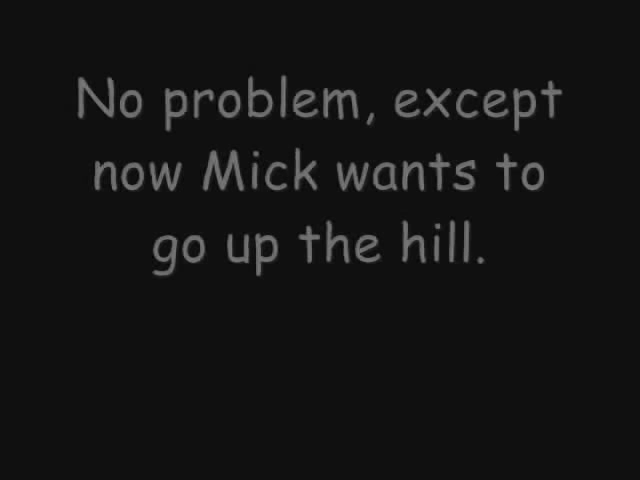 No problem, except
now Mick wants to
go up the hill.